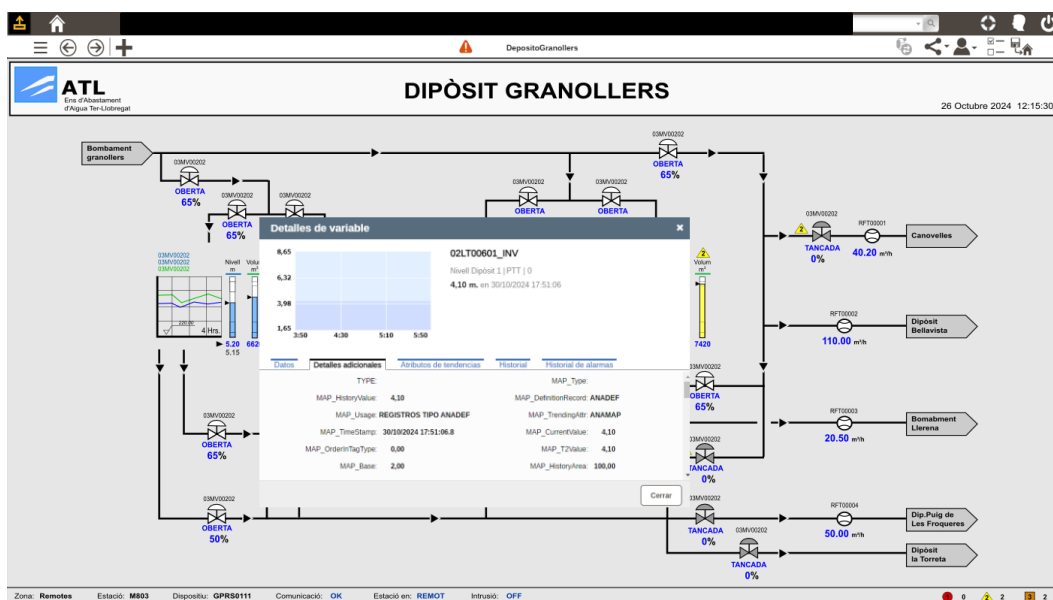 DepositoGranollers
ATL
Ens d'Abastament
d'Aigua Ter-Llobregat
DIPÒSIT GRANOLLERS
26 Octubre 2024 12:15:30
Bombament
granollers
03MV00202
OBERTA
65%
03MV00202
OBERTA
65%
03MV00202
OBERTA
65%
03MV00202
03MV00202
OBERTA
03MV00202
OBERTA
03MV00202
2
TANCADA
0%
RFT00001
40.20 m³/h
Canovelles
03MV00202
03MV00202
03MV00202
220.00
4 Hrs.
Nivell
m
5.20
5.15
Volum
m³
7420
2
Detalles de variable
×
8,65
6,32
3,98
1,65
3:50
4:30
5:10
5:50
02LT00601_INV
Nivell Dipòsit 1 | PTT | 0
4,10 m. en 30/10/2024 17:51:06
Datos
Detalles adicionales
Atributos de tendencias
Historial
Historial de alarmas
TYPE:
MAP_Type:
MAP_HistoryValue: 4,10
MAP_DefinitionRecord: ANADEF
MAP_Usage: REGISTROS TIPO ANADEF
MAP_TrendingAttr: ANAMAP
MAP_TimeStamp: 30/10/2024 17:51:06.8
MAP_CurrentValue: 4,10
MAP_OrderInTagType: 0,00
MAP_T2Value: 4,10
MAP_Base: 2,00
MAP_HistoryArea: 100,00
Cerrar
RFT00002
110.00 m³/h
Dipòsit
Bellavista
OBERTA
65%
RFT00003
20.50 m³/h
Bomabment
Llerena
03MV00202
OBERTA
65%
TANCADA
0%
03MV00202
OBERTA
50%
TANCADA
0%
RFT00004
50.00 m³/h
Dip.Puig de
Les Froqueres
03MV00202
TANCADA
0%
Dipòsit
la Torreta
Zona: Remotes Estació: M803 Dispositiu: GPRS0111 Comunicació: OK Estació en: REMOT Intrusió: OFF
1 0 2 2 3 2